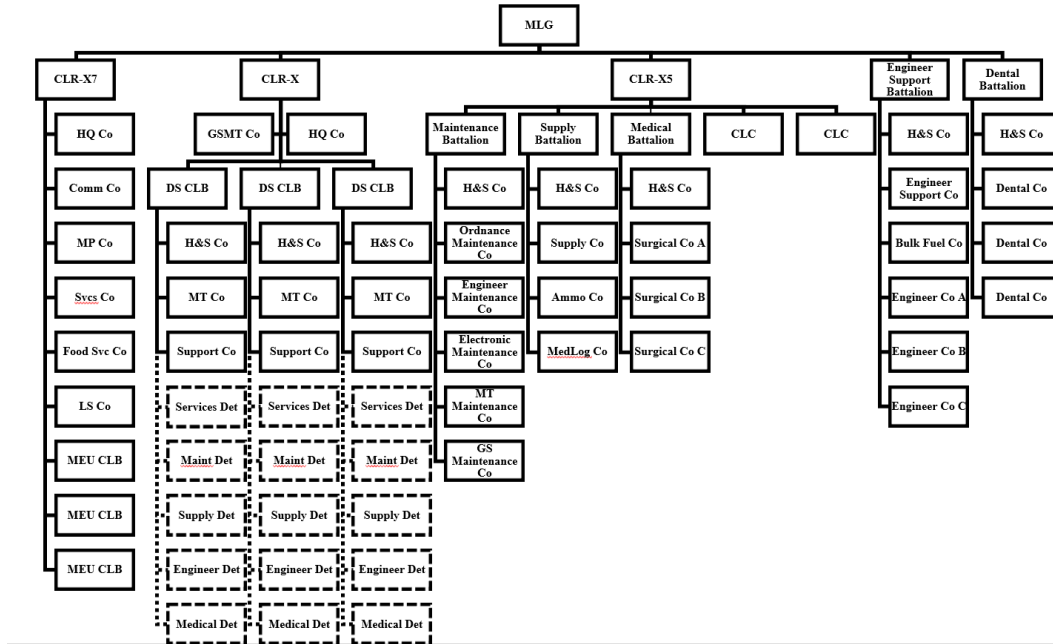 MLG
CLR-X7
CLR-X
CLR-X5
Engineer
Support
Battalion
Dental
Battalion
HQ Co
GSMT Co
HQ Co
Maintenance
Battalion
Supply
Battalion
Medical
Battalion
CLC
CLC
H&S Co
H&S Co
Comm Co
DS CLB
DS CLB
DS CLB
H&S Co
H&S Co
H&S Co
Engineer
Support Co
Dental Co
MP Co
H&S Co
H&S Co
H&S Co
Ordnance
Maintenance
Co
Supply Co
Surgical Co A
Bulk Fuel Co
Dental Co
Svcs Co
MT Co
MT Co
MT Co
Engineer
Maintenance
Co
Ammo Co
Surgical Co B
Engineer Co A
Dental Co
Food Svc Co
Support Co
Support Co
Support Co
Electronic
Maintenance
Co
MedLog Co
Surgical Co C
Engineer Co B
LS Co
Services Det
Services Det
Services Det
MT
Maintenance
Co
Engineer Co C
MEU CLB
Maint Det
Maint Det
Maint Det
GS
Maintenance
Co
MEU CLB
Supply Det
Supply Det
Supply Det
MEU CLB
Engineer Det
Engineer Det
Engineer Det
Medical Det
Medical Det
Medical Det